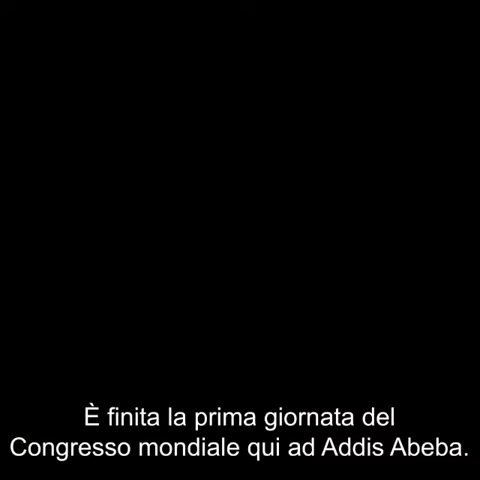 È finita la prima giornata del
Congresso mondiale qui ad Addis Abeba.